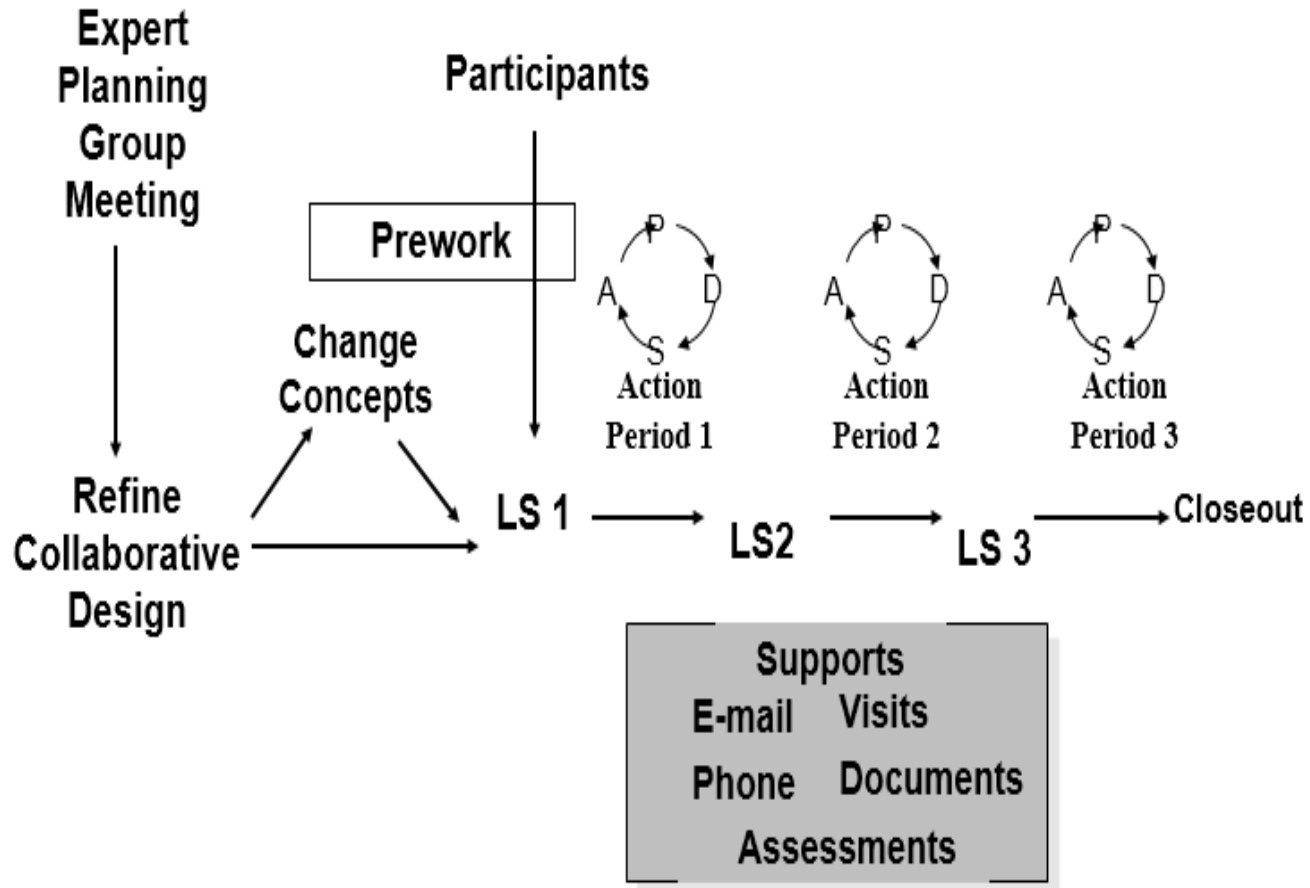 Expert
Planning
Group
Meeting
Participants
Prework
Change
Concepts
Refine
Collaborative
Design
P
A D
S
Action
Period 1
P
A D
S
Action
Period 2
P
A D
S
Action
Period 3
LS 1
LS2
LS 3
Closeout
Supports
E-mail Visits
Phone Documents
Assessments